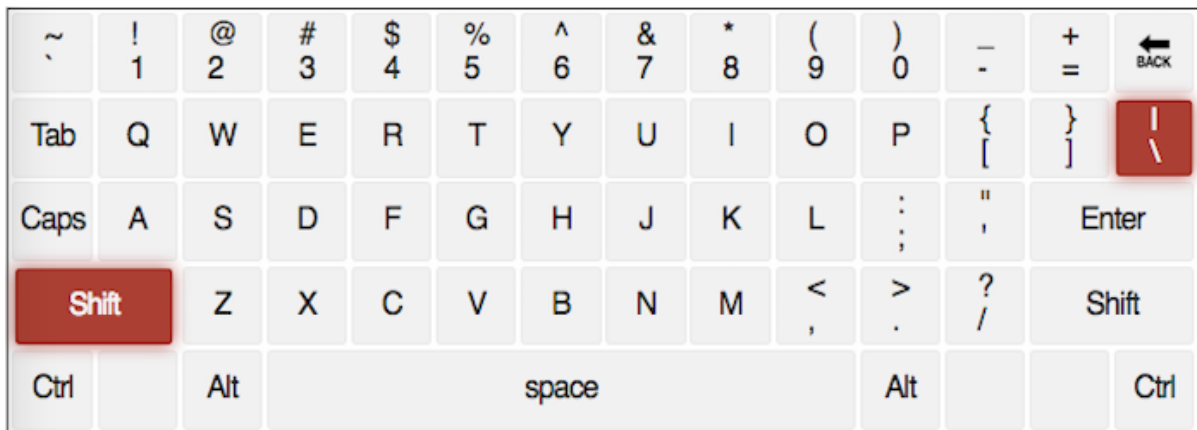 ~ ! @ # $ % ^ & * ( ) _ +
` 1 2 3 4 5 6 7 8 9 0 - = BACK
Tab Q W E R T Y U I O P { } |
[ ] \
Caps A S D F G H J K L : " Enter
; '
Shift Z X C V B N M < > ? Shift
, . /
Ctrl Alt space Alt Ctrl